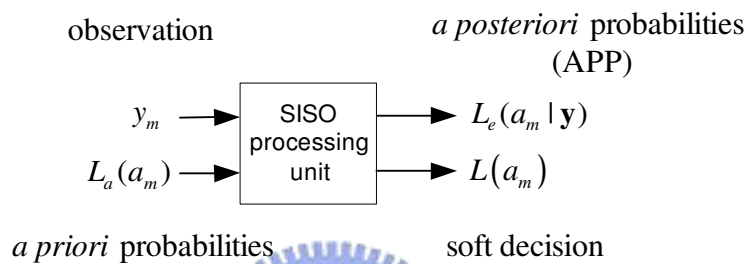 observation
a posteriori probabilities
(APP)
y_m
SISO
processing
unit
L_e(a_m | y)
L_a(a_m)
L(a_m)
a priori probabilities
soft decision